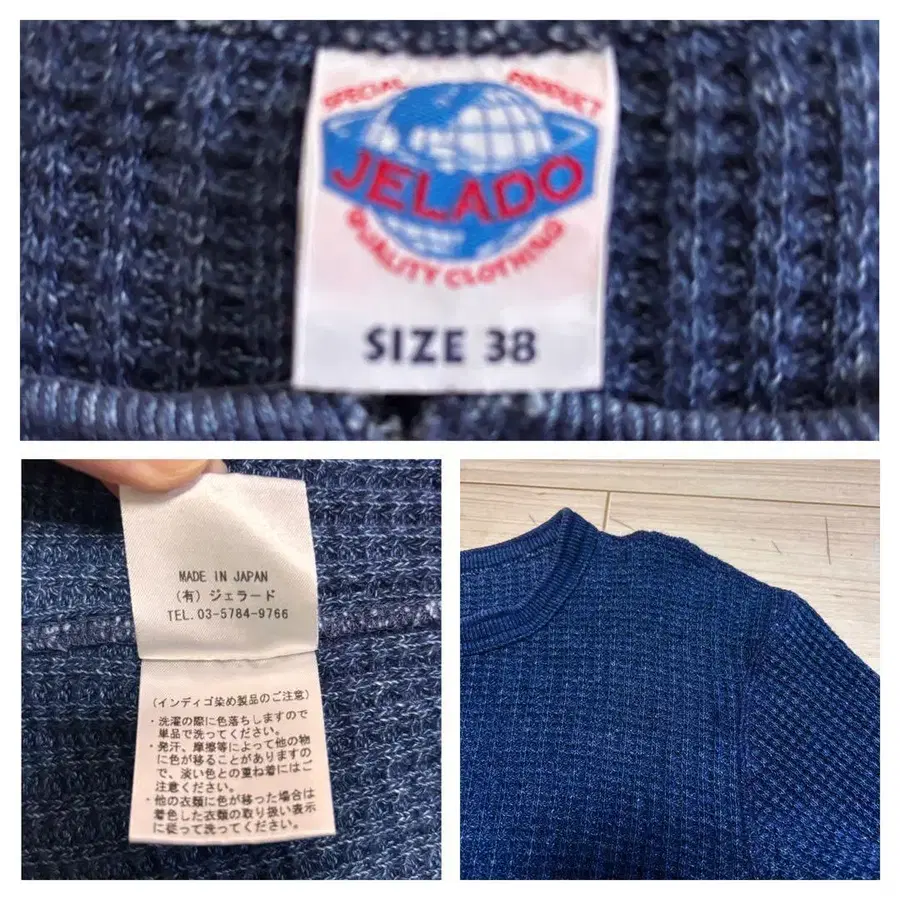 SPECIAL PRODUCT
JELADO
QUALITY CLOTHING
SIZE 38
MADE IN JAPAN
(有) ジェラード
TEL.03-5784-9766
(インディゴ染め製品のご注意)
・洗濯の際に色落ちしますので
単品で洗ってください。
・発汗、摩擦等によって他の物
に色が移ることがありますの
で、淡い色との重ね着にはご
注意ください。
・他の衣類に色が移った場合は
着色した衣類の取り扱い表示
に従って洗ってください。